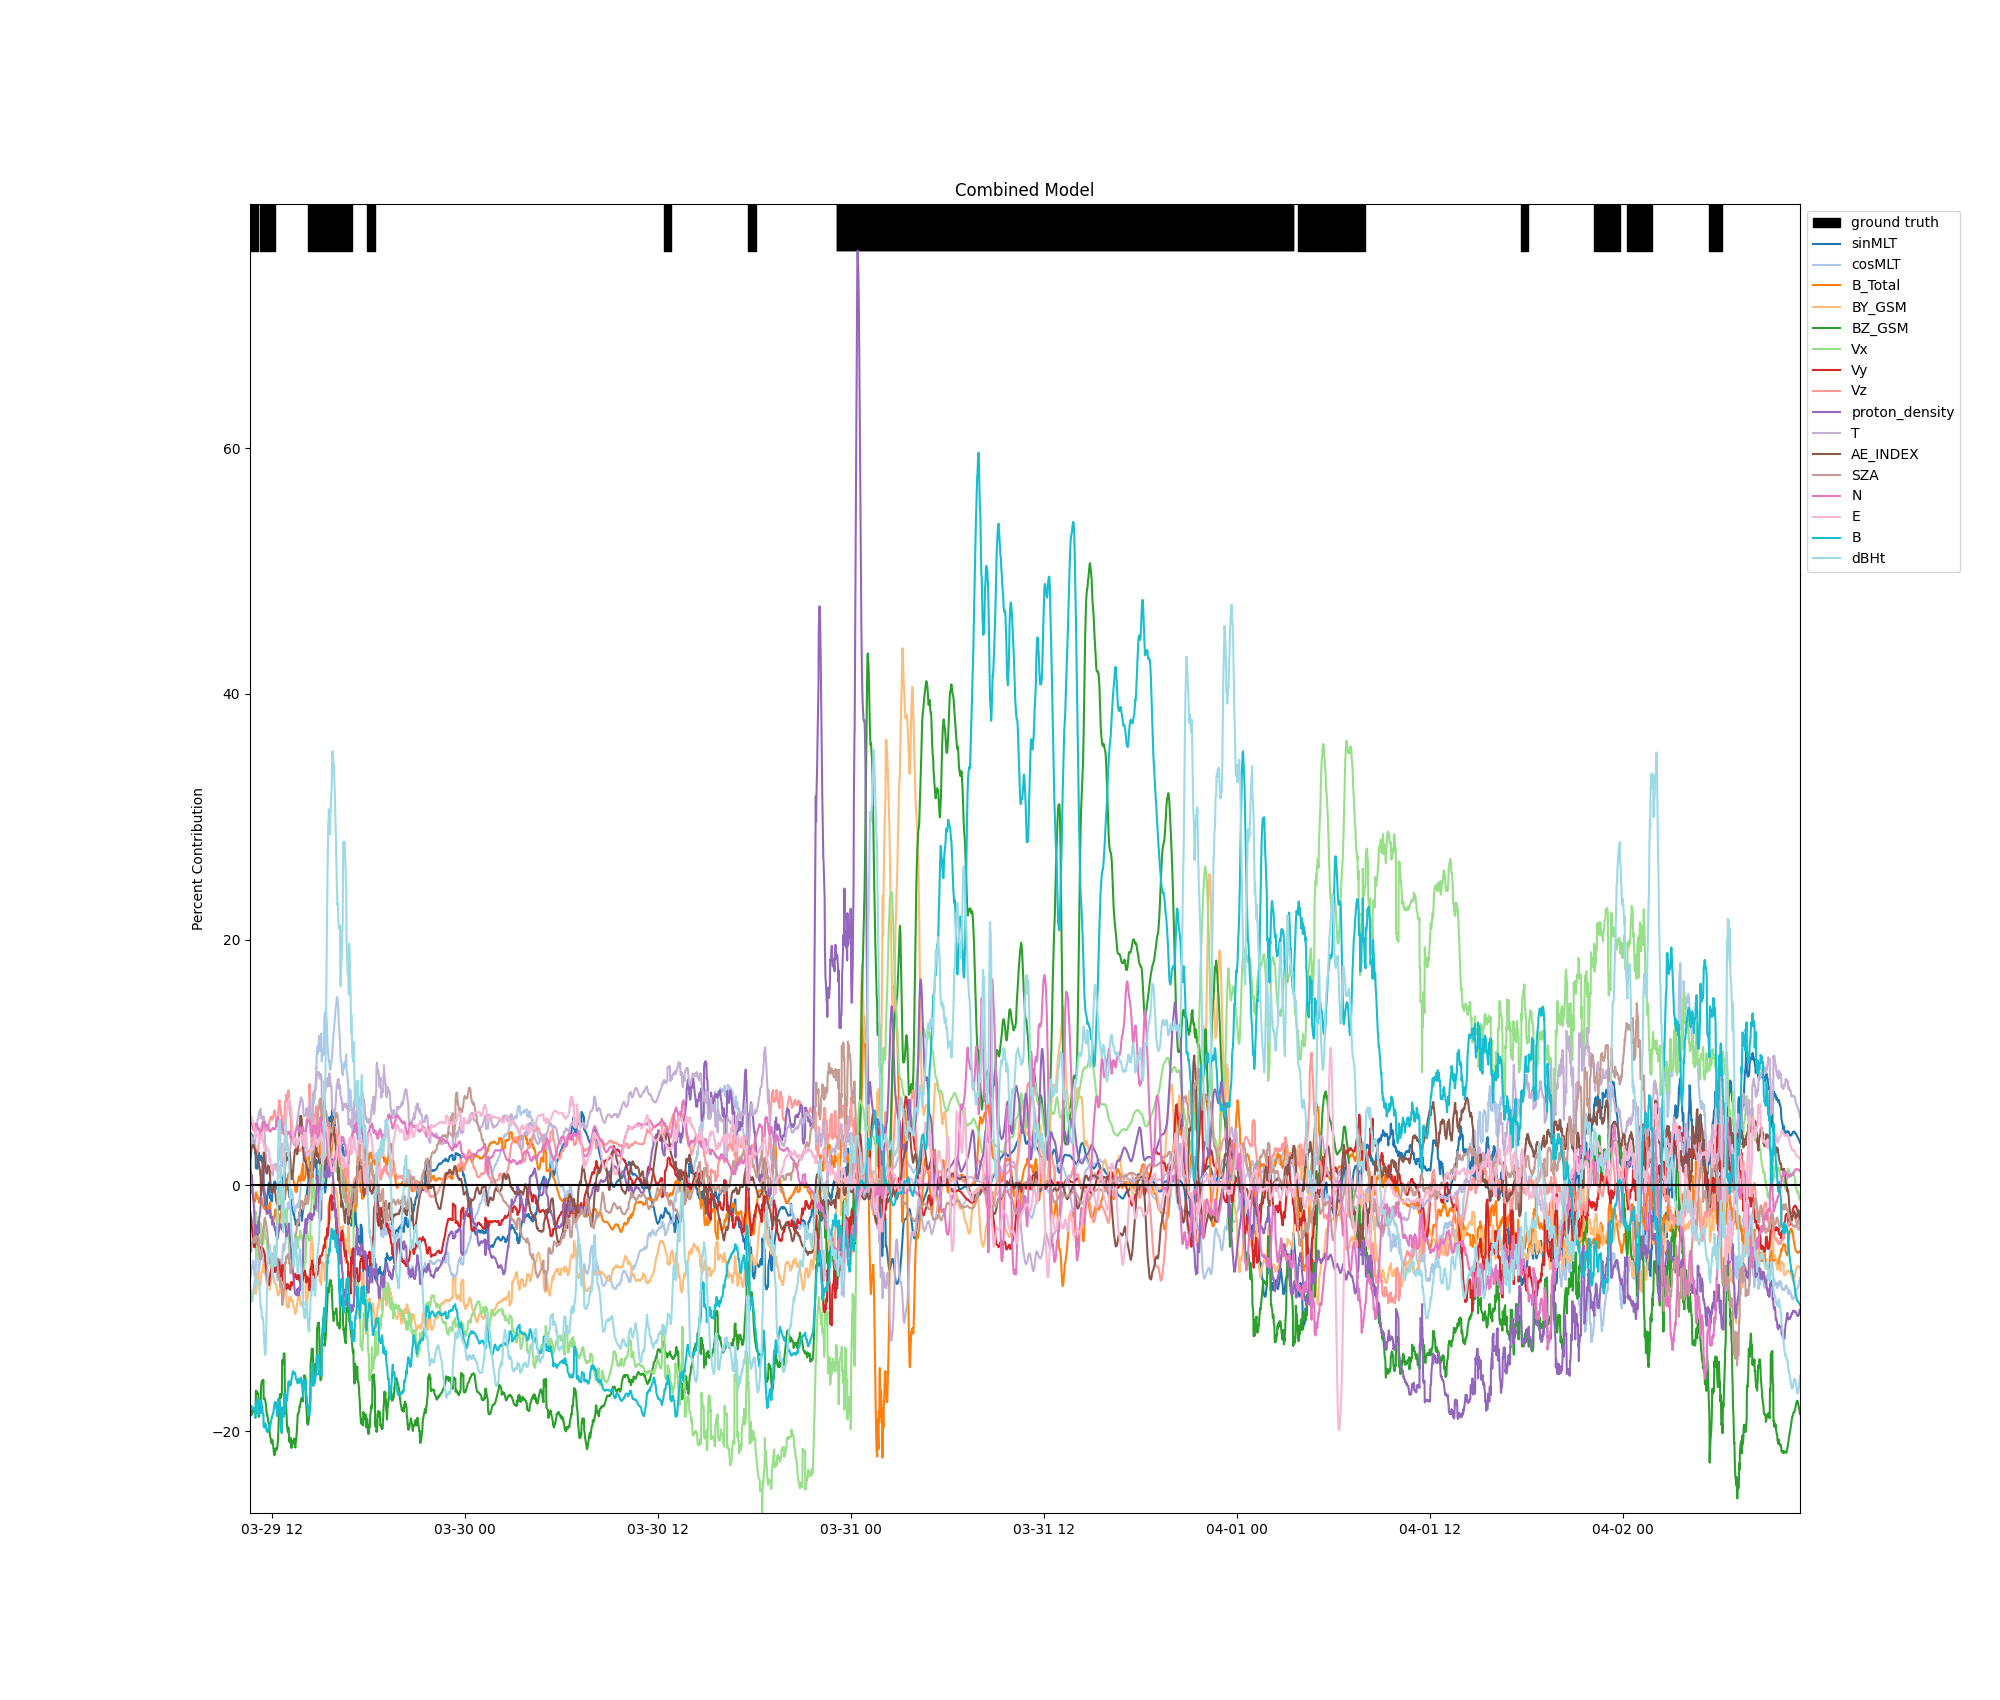 Combined Model
ground truth
sinMLT
cosMLT
B_Total
BY_GSM
BZ_GSM
Vx
Vy
Vz
proton_density
T
AE_INDEX
SZA
N
E
B
dBHt
Percent Contribution
60
40
20
0
−20
03-29 12
03-30 00
03-30 12
03-31 00
03-31 12
04-01 00
04-01 12
04-02 00